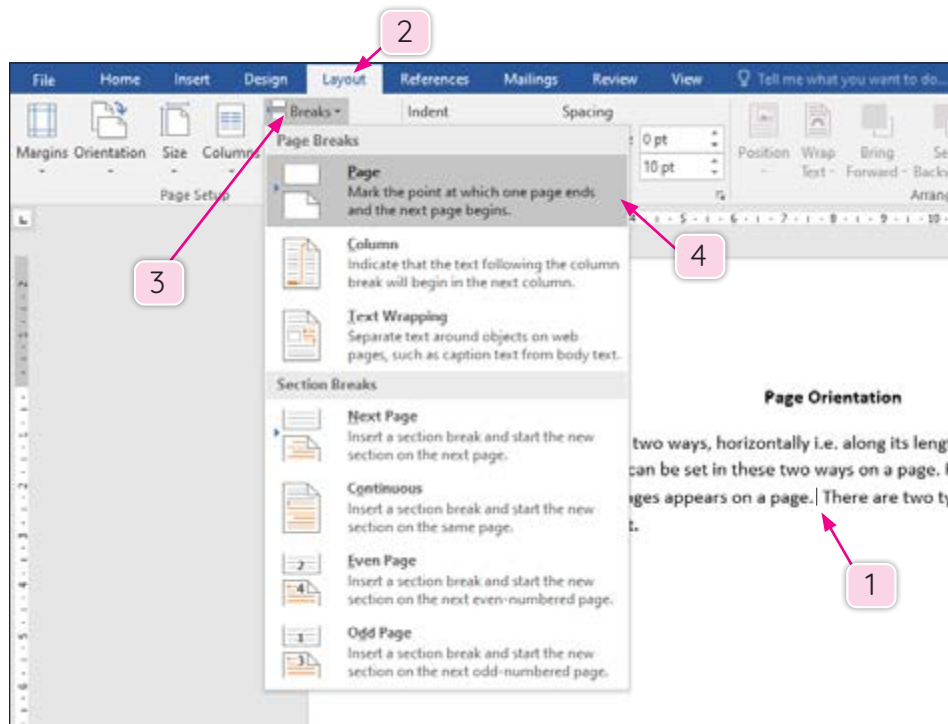 2
File Home Insert Design Layout References Mailings Review View Tell me what you want to do...
Breaks Indent Spacing
Margins Orientation Size Columns
Page Breaks
0 pt
10 pt
Position Wrap Bring
Text Forward
Page Setup
Page
Mark the point at which one page ends
and the next page begins.
4
3
Column
Indicate that the text following the column
break will begin in the next column.
Text Wrapping
Separate text around objects on web
pages, such as caption text from body text.
Section Breaks
Next Page
Insert a section break and start the new
section on the next page.
Continuous
Insert a section break and start the new
section on the same page.
Even Page
Insert a section break and start the new
section on the next even-numbered page.
Odd Page
Insert a section break and start the new
section on the next odd-numbered page.
Page Orientation
two ways, horizontally i.e. along its
can be set in these two ways on a page.
appears on a page. There are two
1